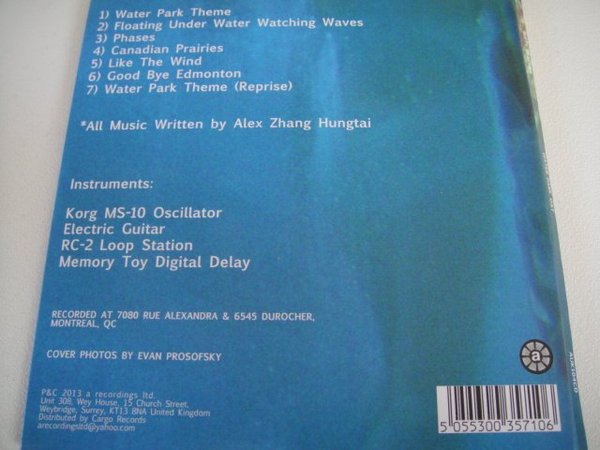 1) Water Park Theme
2) Floating Under Water Watching Waves
3) Phases
4) Canadian Prairies
5) Like The Wind
6) Good Bye Edmonton
7) Water Park Theme (Reprise)
*All Music Written by Alex Zhang Hungtai
Instruments:
Korg MS-10 Oscillator
Electric Guitar
RC-2 Loop Station
Memory Toy Digital Delay
RECORDED AT 7080 RUE ALEXANDRA & 6545 DUROCHER,
MONTREAL, QC
COVER PHOTOS BY EVAN PROSOFSKY
P&C 2013 a recordings ltd.
Unit 308, Wey House, 15 Church Street,
Weybridge, Surrey, KT13 8NA United Kingdom
Distributed by Cargo Records
arecordingsltd@yahoo.com
a
5 055300 357106